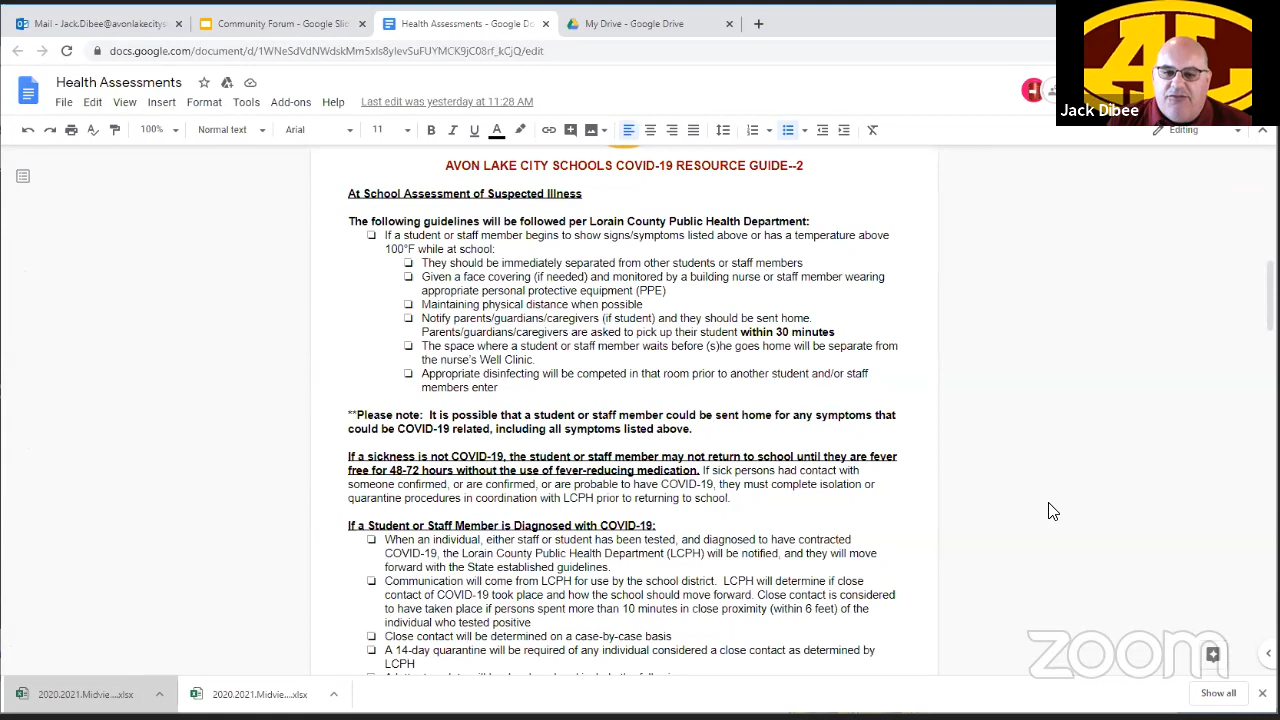 Mail - Jack.Dibee@avonlakecitys
Community Forum - Google Slid
Health Assessments - Google Do
My Drive - Google Drive
docs.google.com/document/d/
/edit
Jack Dibee
Health Assessments
File Edit View Insert Format Tools Add-ons Help Last edit was yesterday at 11:28 AM
100% Normal text Arial 11 B I U A Editing
AVON LAKE CITY SCHOOLS COVID-19 RESOURCE GUIDE--2
At School Assessment of Suspected Illness
The following guidelines will be followed per Lorain County Public Health Department:
If a student or staff member begins to show signs/symptoms listed above or has a temperature above
100°F while at school:
They should be immediately separated from other students or staff members
Given a face covering (if needed) and monitored by a building nurse or staff member wearing
appropriate personal protective equipment (PPE)
Maintaining physical distance when possible
Notify parents/guardians/caregivers (if student) and they should be sent home.
Parents/guardians/caregivers are asked to pick up their student within 30 minutes
The space where a student or staff member waits before (s)he goes home will be separate from
the nurse's Well Clinic.
Appropriate disinfecting will be competed in that room prior to another student and/or staff
members enter
**Please note: It is possible that a student or staff member could be sent home for any symptoms that
could be COVID-19 related, including all symptoms listed above.
If a sickness is not COVID-19, the student or staff member may not return to school until they are fever
free for 48-72 hours without the use of fever-reducing medication. If sick persons had contact with
someone confirmed, or are confirmed, or are probable to have COVID-19, they must complete isolation or
quarantine procedures in coordination with LCPH prior to returning to school.
If a Student or Staff Member is Diagnosed with COVID-19:
When an individual, either staff or student has been tested, and diagnosed to have contracted
COVID-19, the Lorain County Public Health Department (LCPH) will be notified, and they will move
forward with the State established guidelines.
Communication will come from LCPH for use by the school district. LCPH will determine if close
contact of COVID-19 took place and how the school should move forward. Close contact is considered
to have taken place if persons spent more than 10 minutes in close proximity (within 6 feet) of the
individual who tested positive
Close contact will be determined on a case-by-case basis
A 14-day quarantine will be required of any individual considered a close contact as determined by
LCPH
zoom
2020.2021.Midvie....xlsx
2020.2021.Midvie....xlsx
Show all